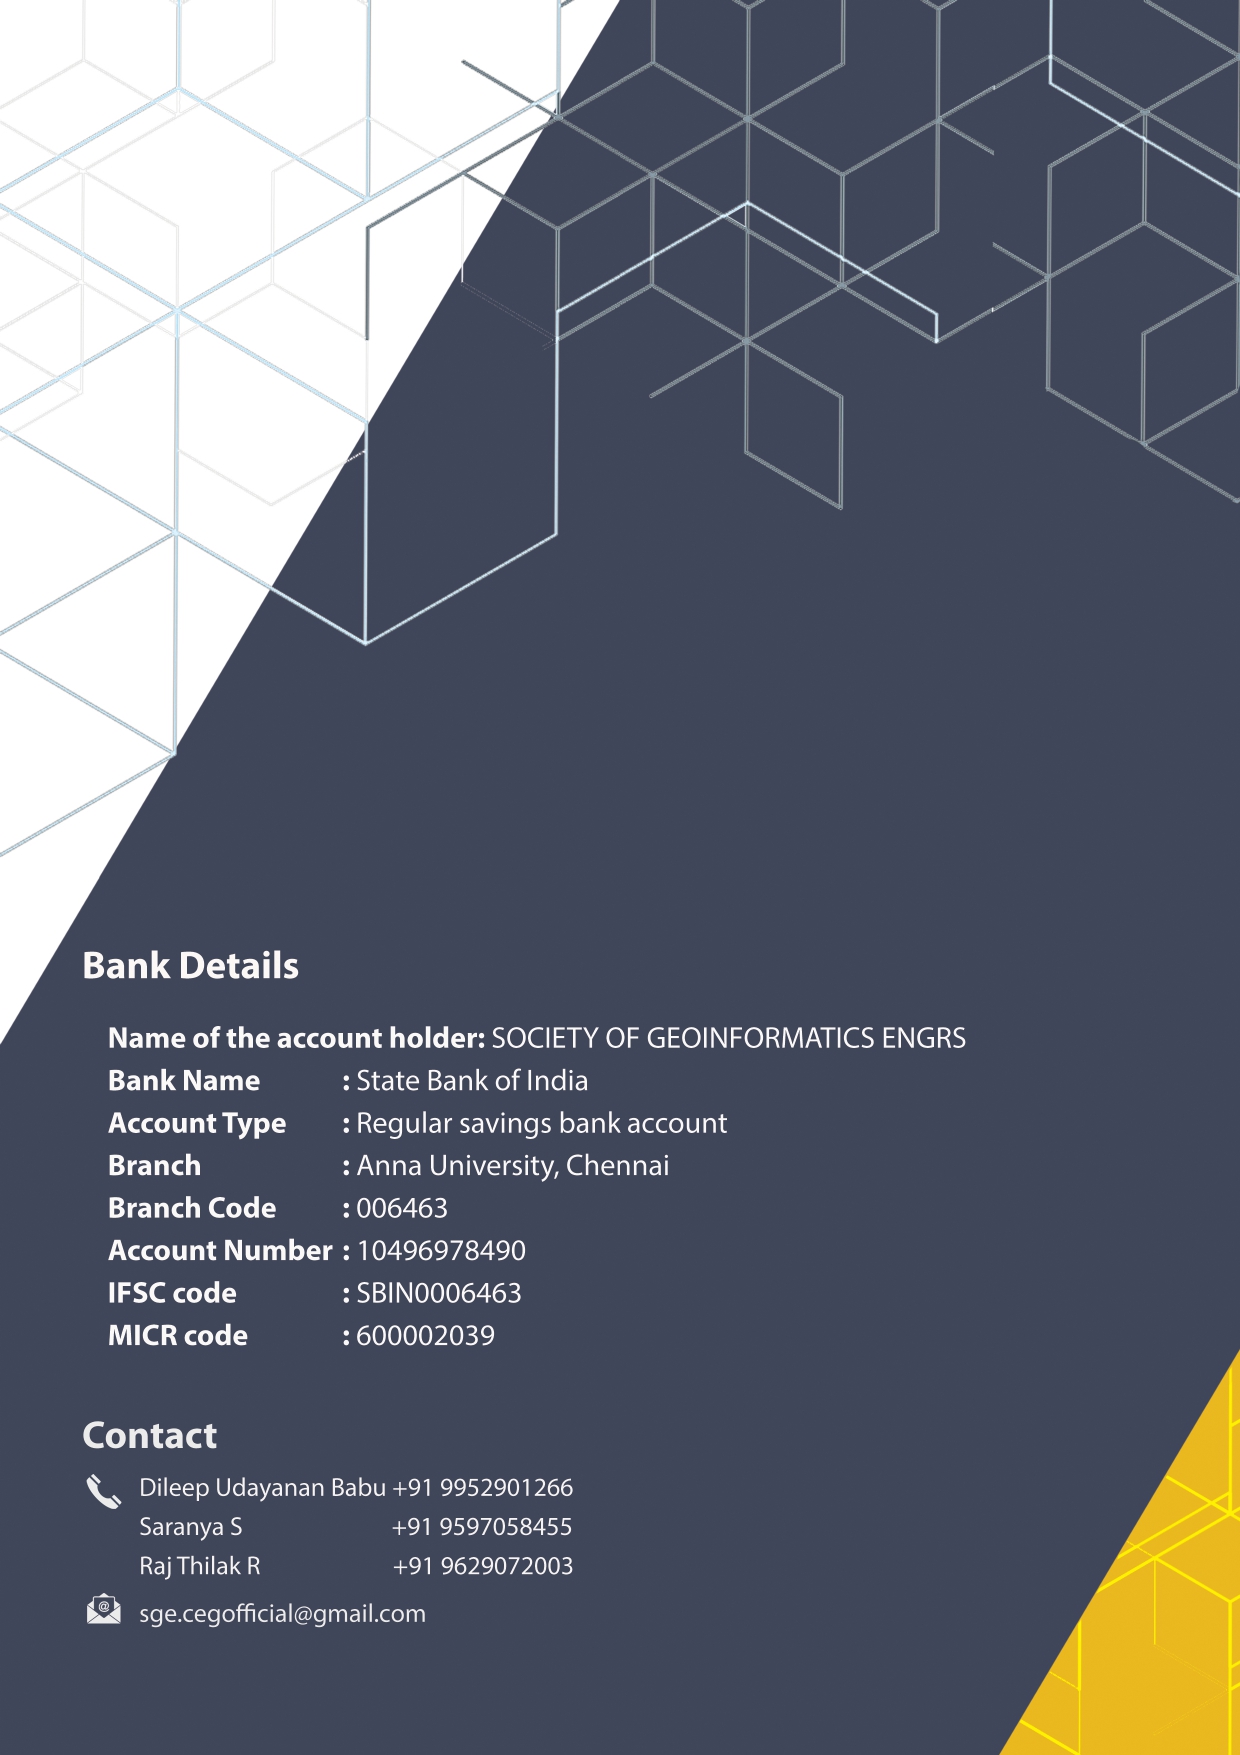 Bank Details
Name of the account holder: SOCIETY OF GEOINFORMATICS ENGRS
Bank Name : State Bank of India
Account Type : Regular savings bank account
Branch : Anna University, Chennai
Branch Code : 006463
Account Number : 10496978490
IFSC code : SBIN0006463
MICR code : 600002039
Contact
Dileep Udayanan Babu +91 9952901266
Saranya S +91 9597058455
Raj Thilak R +91 9629072003
@
sge.cegofficial@gmail.com